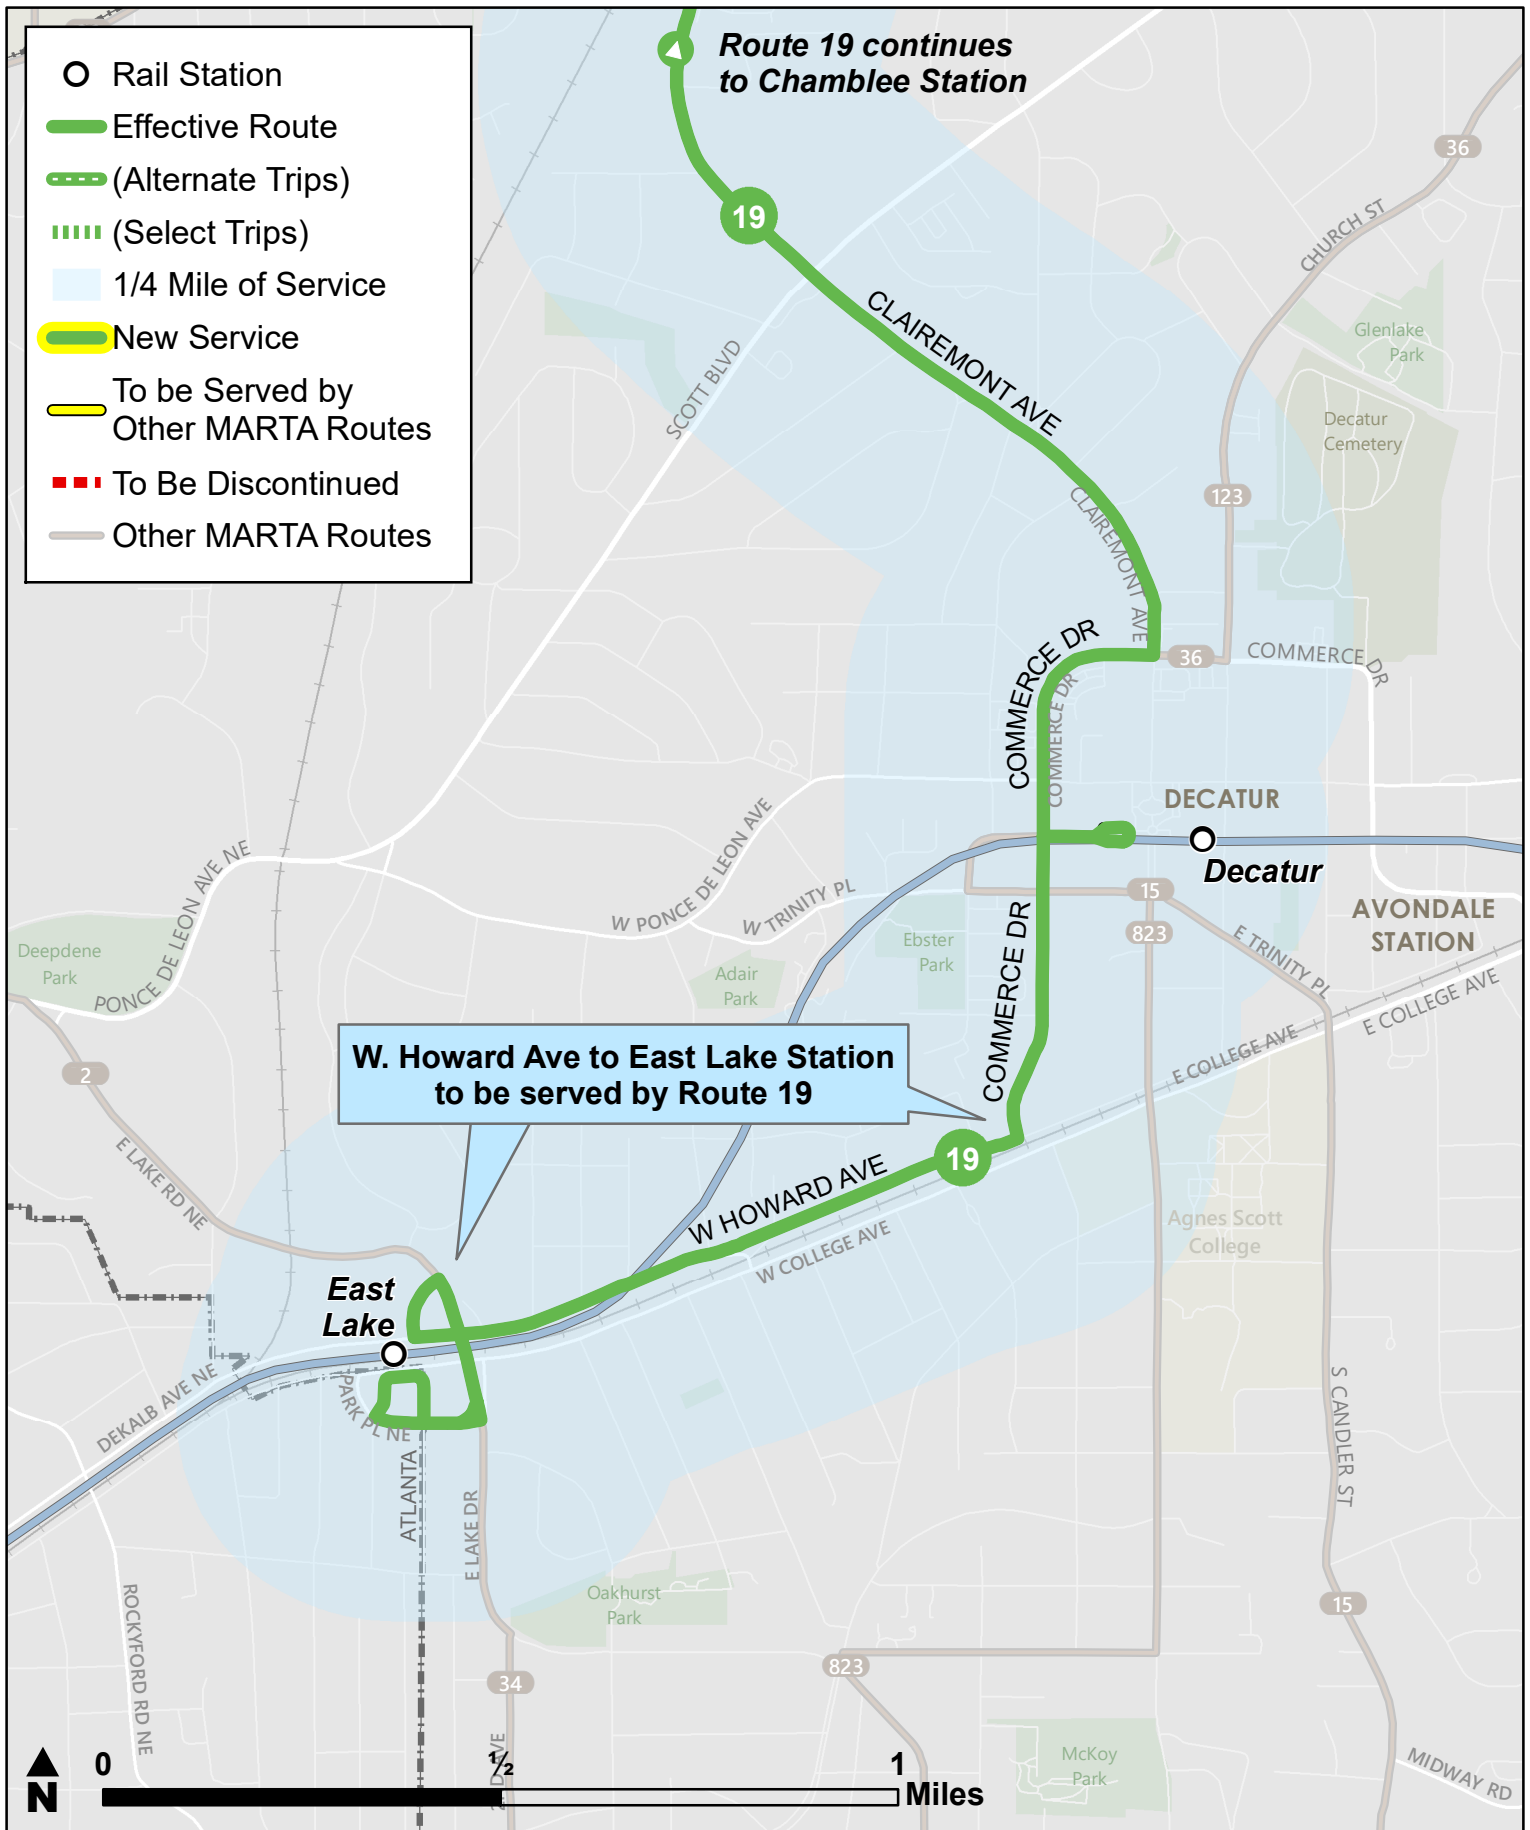 Rail Station
Effective Route
(Alternate Trips)
(Select Trips)
1/4 Mile of Service
New Service
To be Served by
Other MARTA Routes
To Be Discontinued
Other MARTA Routes
Route 19 continues
to Chamblee Station
36
19
CHURCH ST
CLAIREMONT AVE
Glenlake
Park
SCOTT BLVD
Decatur
Cemetery
123
CLAIREMONT AVE
COMMERCE DR
36
COMMERCE DR
COMMERCE DR
DECATUR
Decatur
PONCE DE LEON AVE NE
W PONCE DE LEON AVE
W TRINITY PL
15
AVONDALE
STATION
823
E TRINITY PL
Ebster
Park
COMMERCE DR
Deepdene
Park
Adair
Park
E COLLEGE AVE
E COLLEGE AVE
W. Howard Ave to East Lake Station
to be served by Route 19
2
19
E LAKE RD NE
W HOWARD AVE
W COLLEGE AVE
Agnes Scott
College
East
Lake
DEKALB AVE NE
PARK PL NE
S CANDLER ST
ATLANTA
E LAKE DR
ROCKYFORD RD NE
Oakhurst
Park
15
823
34
McKoy
Park
MIDWAY RD
N
0
½
1
Miles